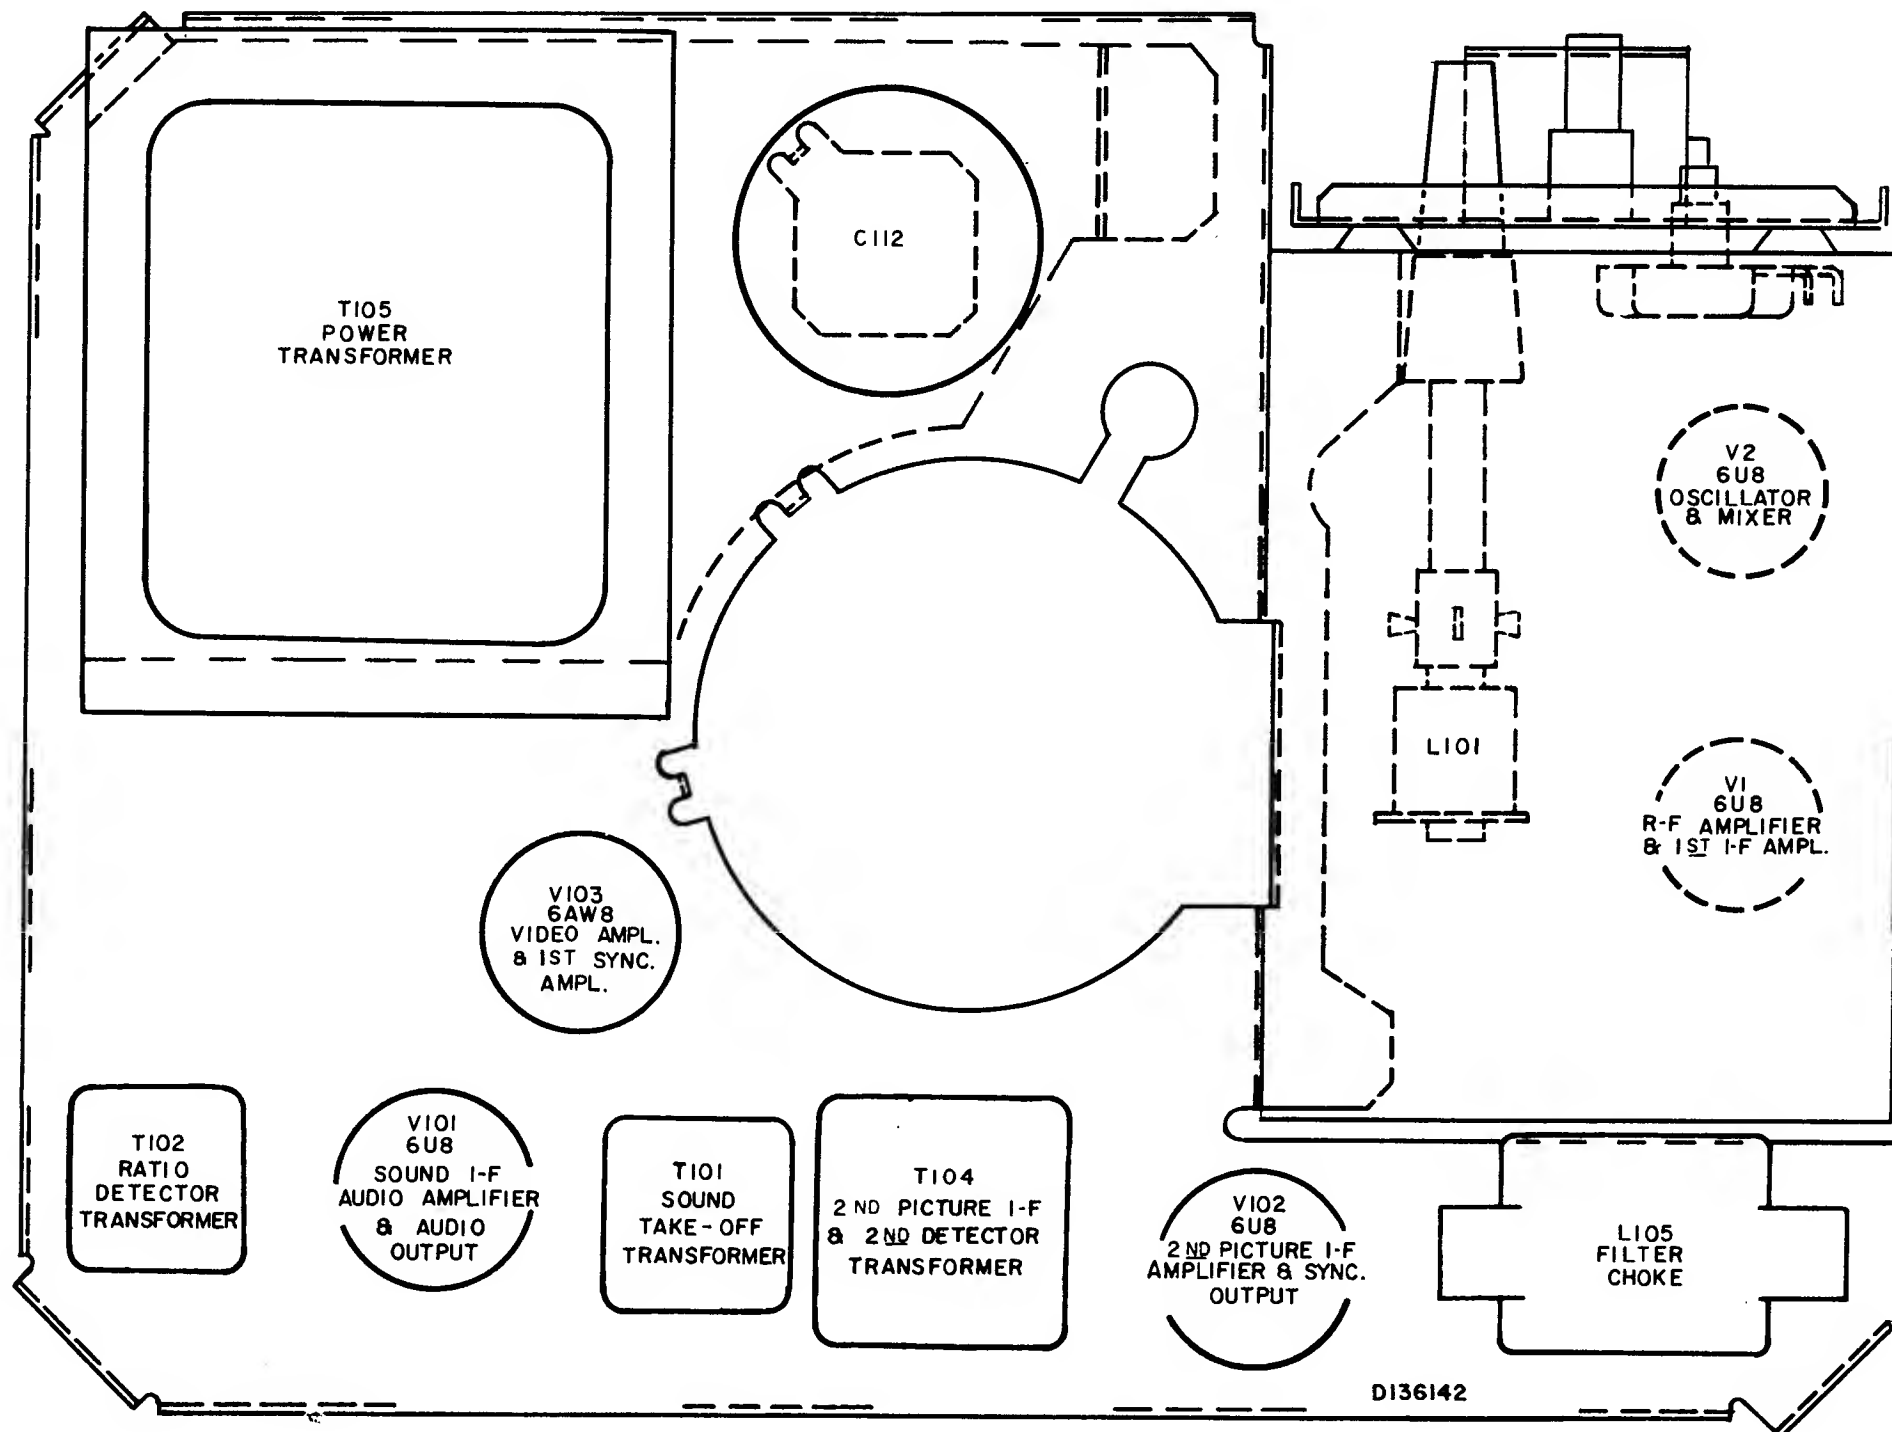 C112
T105
POWER
TRANSFORMER
V2
6U8
OSCILLATOR
& MIXER
L101
V1
6U8
R-F AMPLIFIER
& 1ST I-F AMPL.
V103
6AW8
VIDEO AMPL.
& 1ST SYNC.
AMPL.
T102
RATIO
DETECTOR
TRANSFORMER
V101
6U8
SOUND I-F
AUDIO AMPLIFIER
& AUDIO
OUTPUT
T101
SOUND
TAKE-OFF
TRANSFORMER
T104
2ND PICTURE I-F
& 2ND DETECTOR
TRANSFORMER
V102
6U8
2ND PICTURE I-F
AMPLIFIER & SYNC.
OUTPUT
L105
FILTER
CHOKE
D136142